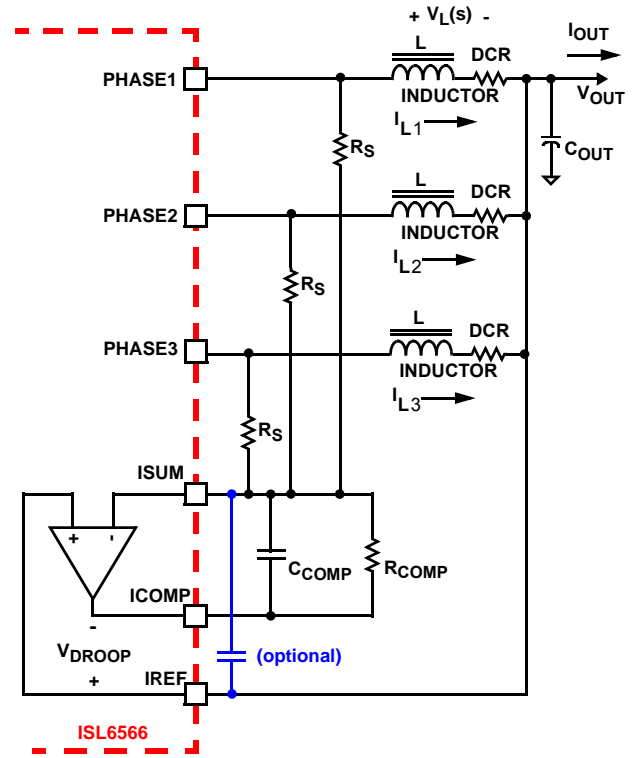 + VL(s) -
IOUT
L
DCR
PHASE1
INDUCTOR
VOUT
IL1
COUT
RS
L
DCR
PHASE2
INDUCTOR
IL2
RS
L
DCR
PHASE3
INDUCTOR
IL3
RS
ISUM
+ -
CCOMP
RCOMP
ICOMP
-
VDROOP
(optional)
+
IREF
ISL6566